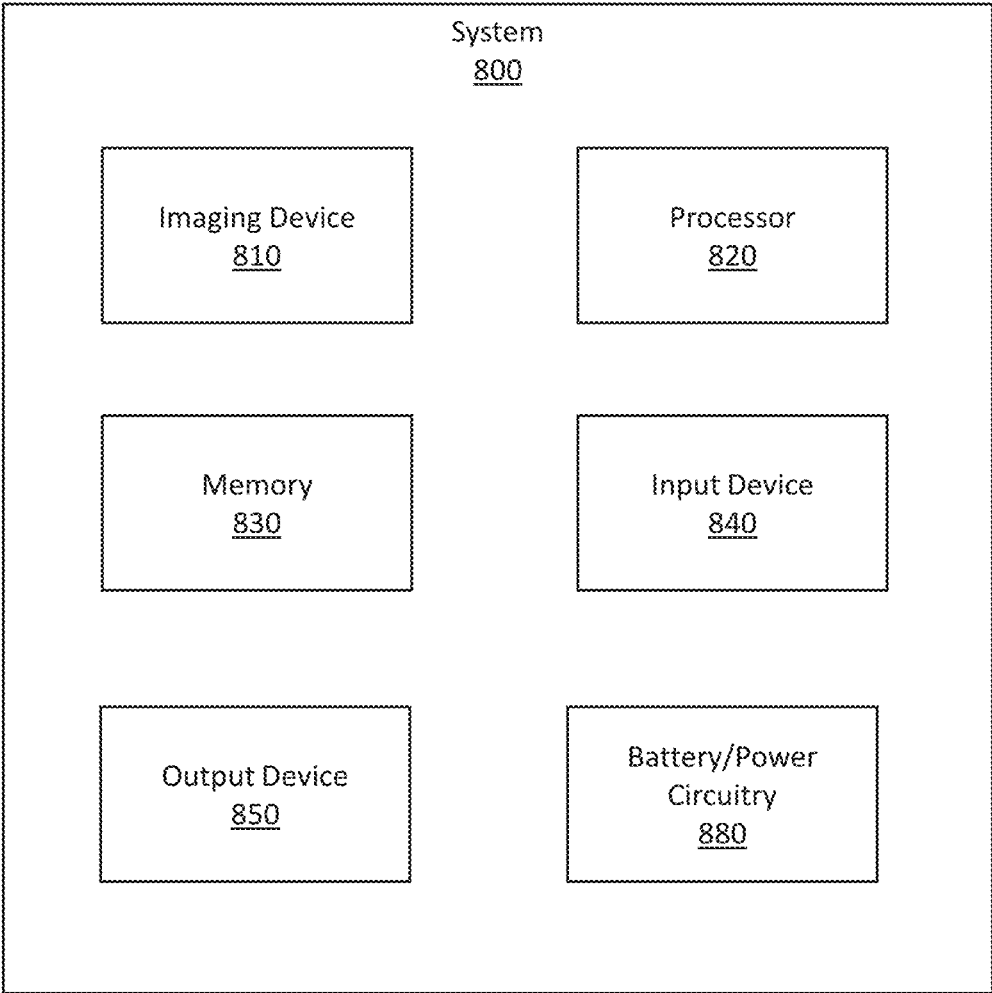 System
800
Imaging Device
810
Processor
820
Memory
830
Input Device
840
Output Device
850
Battery/Power
Circuitry
880